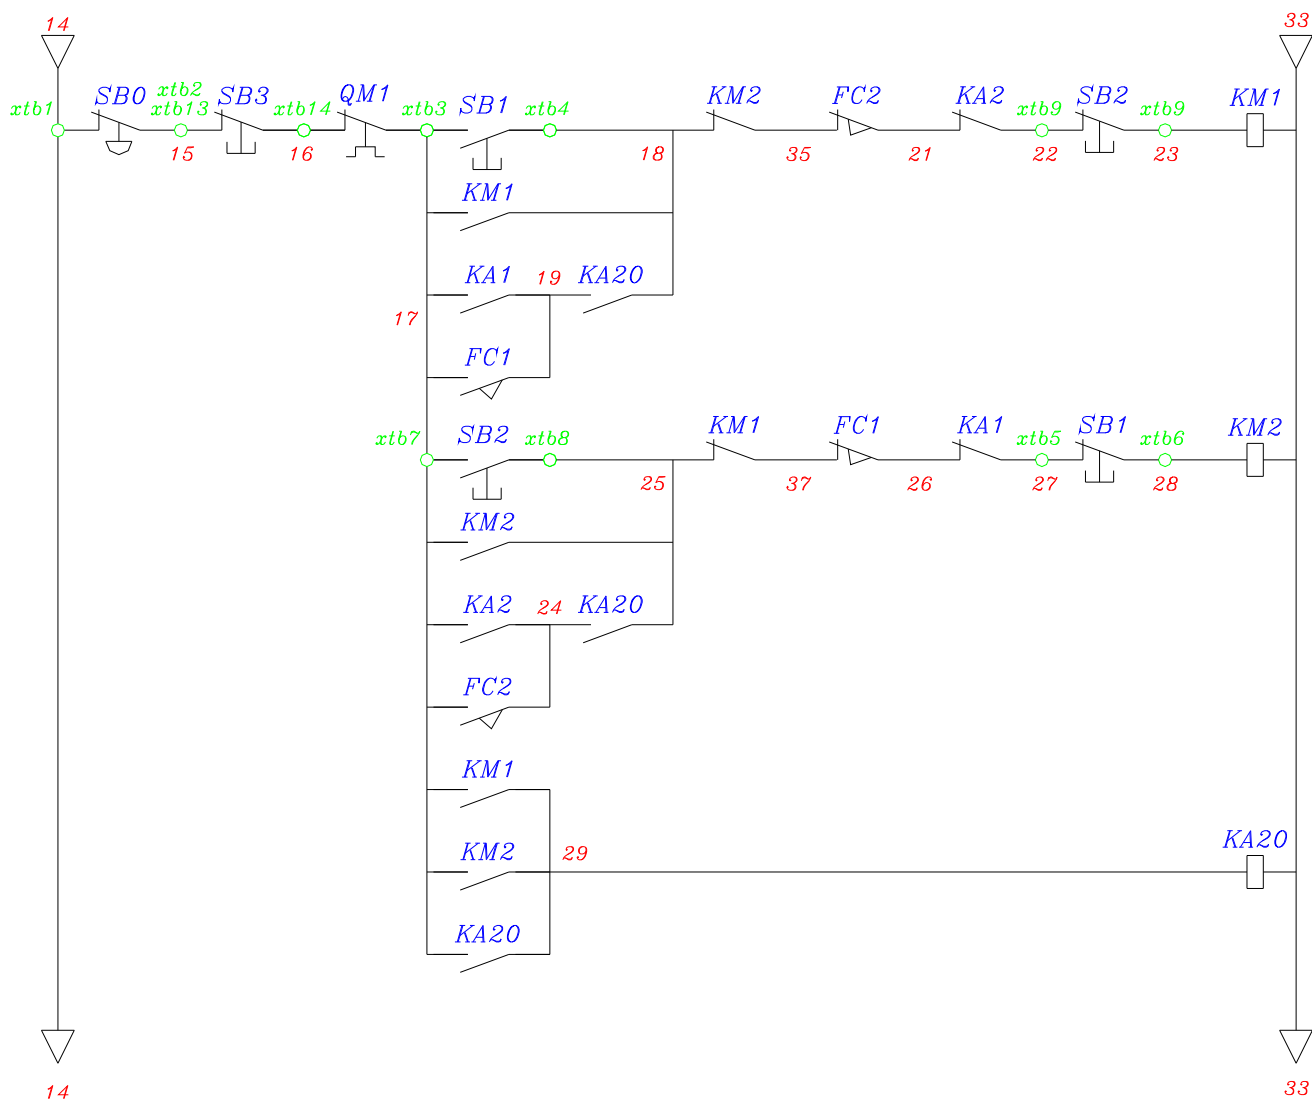 14 33
SB0 xtb2 SB3 QM1 SB1 KM2 FC2 KA2 SB2 KM1
xtb1 xtb13 xtb14 xtb3 xtb4 xtb9 xtb9
15 16 18 35 21 22 23
KM1
KA1 19 KA20
17
FC1
xtb7 SB2 xtb8 KM1 FC1 KA1 xtb5 SB1 xtb6 KM2
25 37 26 27 28
KM2
KA2 24 KA20
FC2
KM1
KM2 29 KA20
KA20
14 33